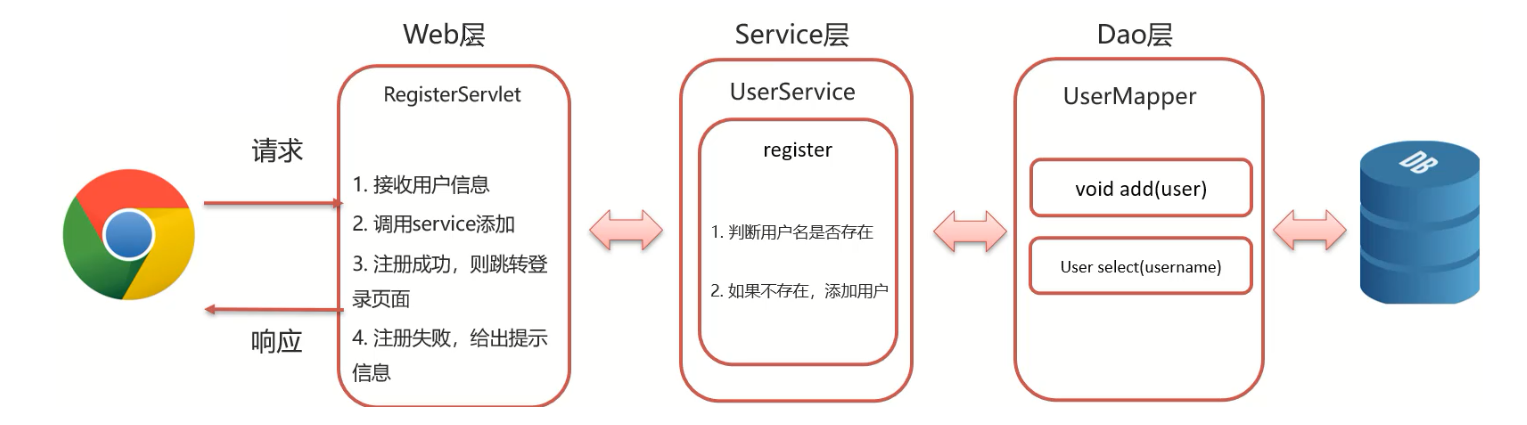 Web层
Service层
Dao层
请求
响应
RegisterServlet
1. 接收用户信息
2. 调用service添加
3. 注册成功，则跳转登
录页面
4. 注册失败，给出提示
信息
UserService
register
1. 判断用户名是否存在
2. 如果不存在，添加用户
UserMapper
void add(user)
User select(username)
DB